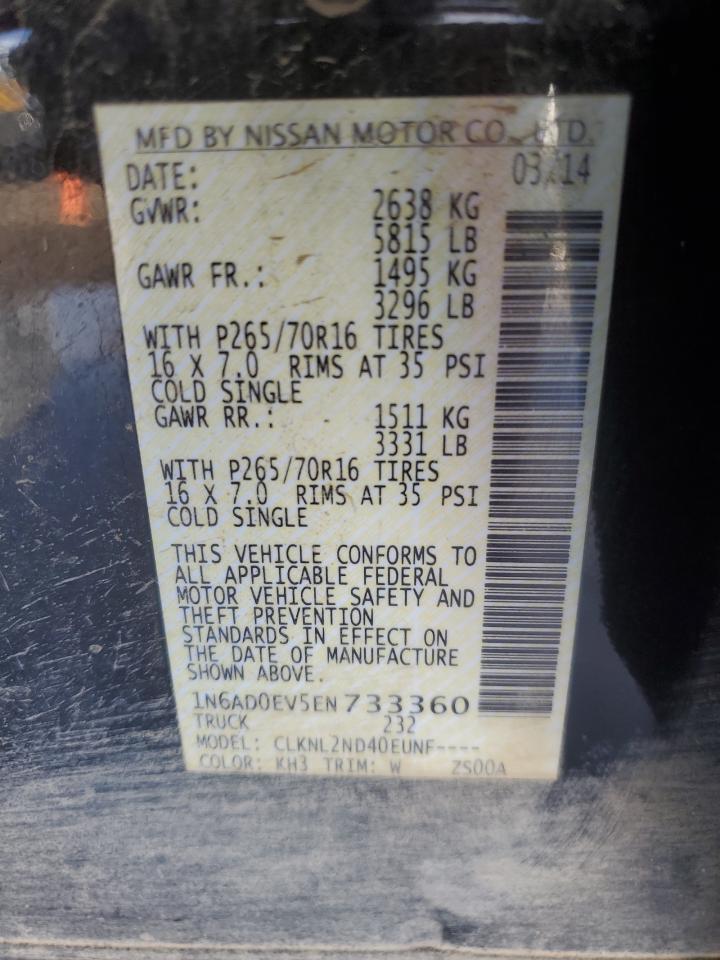 MFD BY NISSAN MOTOR CO., LTD.
DATE: 03/14
GVWR: 2638 KG
5815 LB
GAWR FR.: 1495 KG
3296 LB
WITH P265/70R16 TIRES
16 X 7.0 RIMS AT 35 PSI
COLD SINGLE
GAWR RR.: 1511 KG
3331 LB
WITH P265/70R16 TIRES
16 X 7.0 RIMS AT 35 PSI
COLD SINGLE
THIS VEHICLE CONFORMS TO
ALL APPLICABLE FEDERAL
MOTOR VEHICLE SAFETY AND
THEFT PREVENTION
STANDARDS IN EFFECT ON
THE DATE OF MANUFACTURE
SHOWN ABOVE.
1N6AD0EV5EN733360
TRUCK 232
MODEL: CLKNL2ND40EUNF----
COLOR: KH3 TRIM: W ZS00A